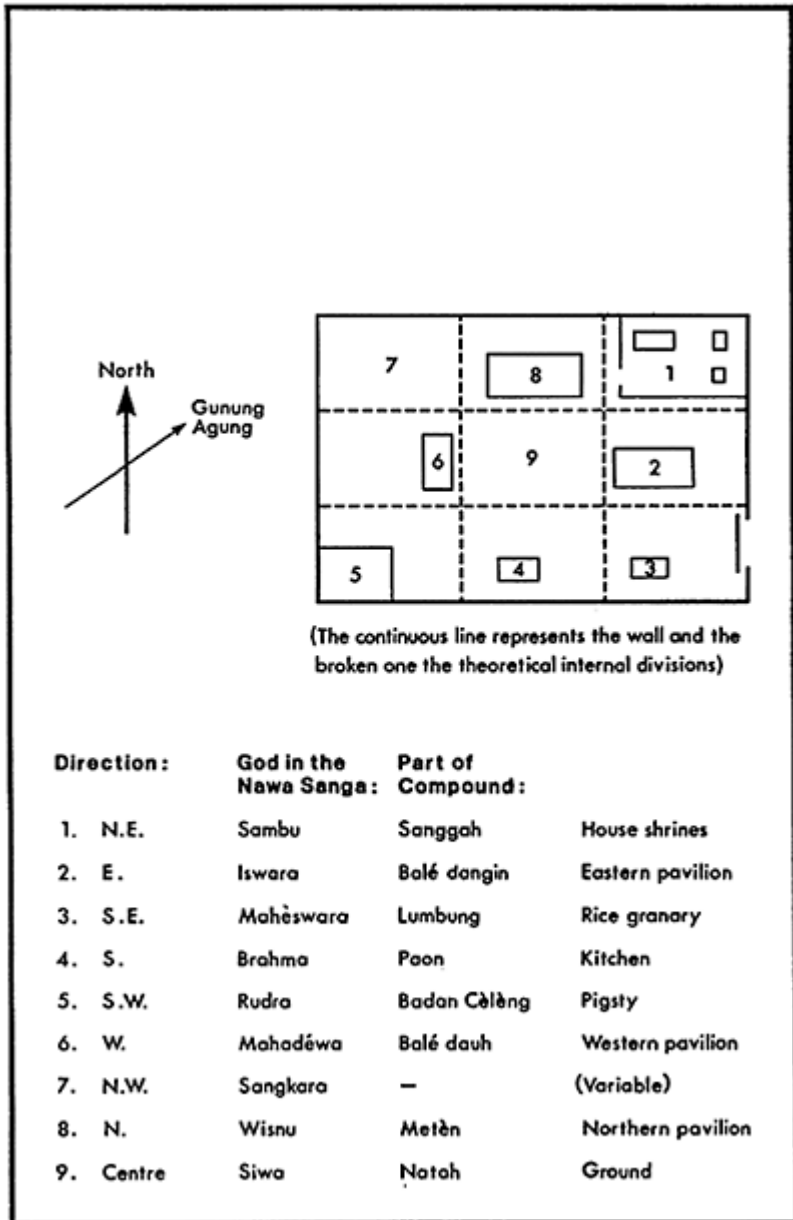 North
Gunung
Agung
7
8
1
6
9
2
5
4
3
(The continuous line represents the wall and the
broken one the theoretical internal divisions)
Direction: God in the Part of
Nawa Sanga: Compound:
1. N.E. Sambu Sanggah House shrines
2. E. Iswara Balé dangin Eastern pavilion
3. S.E. Mahèswara Lumbung Rice granary
4. S. Brahma Paon Kitchen
5. S.W. Rudra Badan Cèlèng Pigsty
6. W. Mahadéwa Balé dauh Western pavilion
7. N.W. Sangkara — (Variable)
8. N. Wisnu Metèn Northern pavilion
9. Centre Siwa Natah Ground